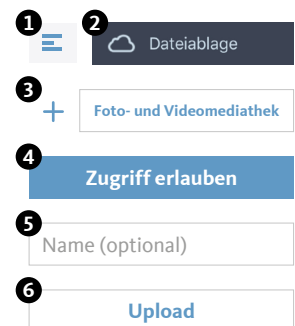 1 2 Dateiablage
3 + Foto- und Videomediathek
4 Zugriff erlauben
5 Name (optional)
6 Upload